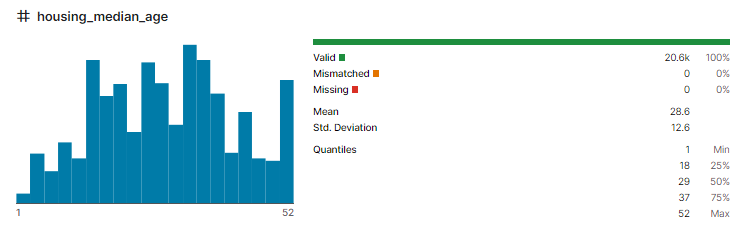 # housing_median_age
1 52
Valid 20.6k 100%
Mismatched 0 0%
Missing 0 0%
Mean 28.6
Std. Deviation 12.6
Quantiles 1 Min
18 25%
29 50%
37 75%
52 Max